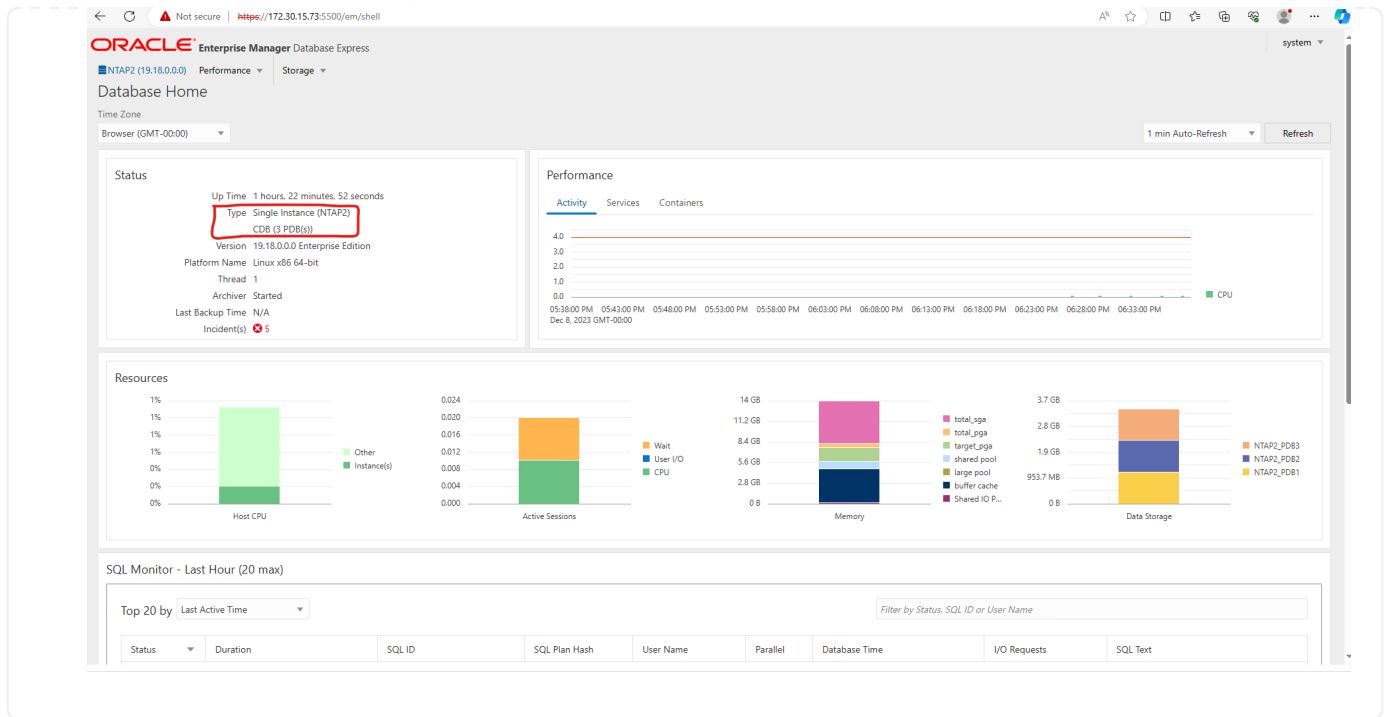 Not secure | https://172.30.15.73:5500/em/shell
ORACLE Enterprise Manager Database Express
system
NTAP2 (19.18.0.0.0) Performance Storage
Database Home
Time Zone
Browser (GMT-00:00)
1 min Auto-Refresh
Refresh
Status
Up Time 1 hours, 22 minutes, 52 seconds
Type Single Instance (NTAP2)
CDB (3 PDB(s))
Version 19.18.0.0.0 Enterprise Edition
Platform Name Linux x86 64-bit
Thread 1
Archiver Started
Last Backup Time N/A
Incident(s) 5
Performance
Activity Services Containers
4.0
3.0
2.0
1.0
0.0
CPU
05:38:00 PM 05:43:00 PM 05:48:00 PM 05:53:00 PM 05:58:00 PM 06:03:00 PM 06:08:00 PM 06:13:00 PM 06:18:00 PM 06:23:00 PM 06:28:00 PM 06:33:00 PM
Dec 8, 2023 GMT-00:00
Resources
1%
1%
1%
1%
0%
0%
0%
Other
Instance(s)
Host CPU
0.024
0.020
0.016
0.012
0.008
0.004
0.000
Wait
User I/O
CPU
Active Sessions
14 GB
11.2 GB
8.4 GB
5.6 GB
2.8 GB
0 B
total_sga
total_pga
target_pga
shared pool
large pool
buffer cache
Shared IO P...
Memory
3.7 GB
2.8 GB
1.9 GB
953.7 MB
0 B
NTAP2_PDB3
NTAP2_PDB2
NTAP2_PDB1
Data Storage
SQL Monitor - Last Hour (20 max)
Top 20 by Last Active Time
Filter by Status, SQL ID or User Name
Status Duration SQL ID SQL Plan Hash User Name Parallel Database Time I/O Requests SQL Text